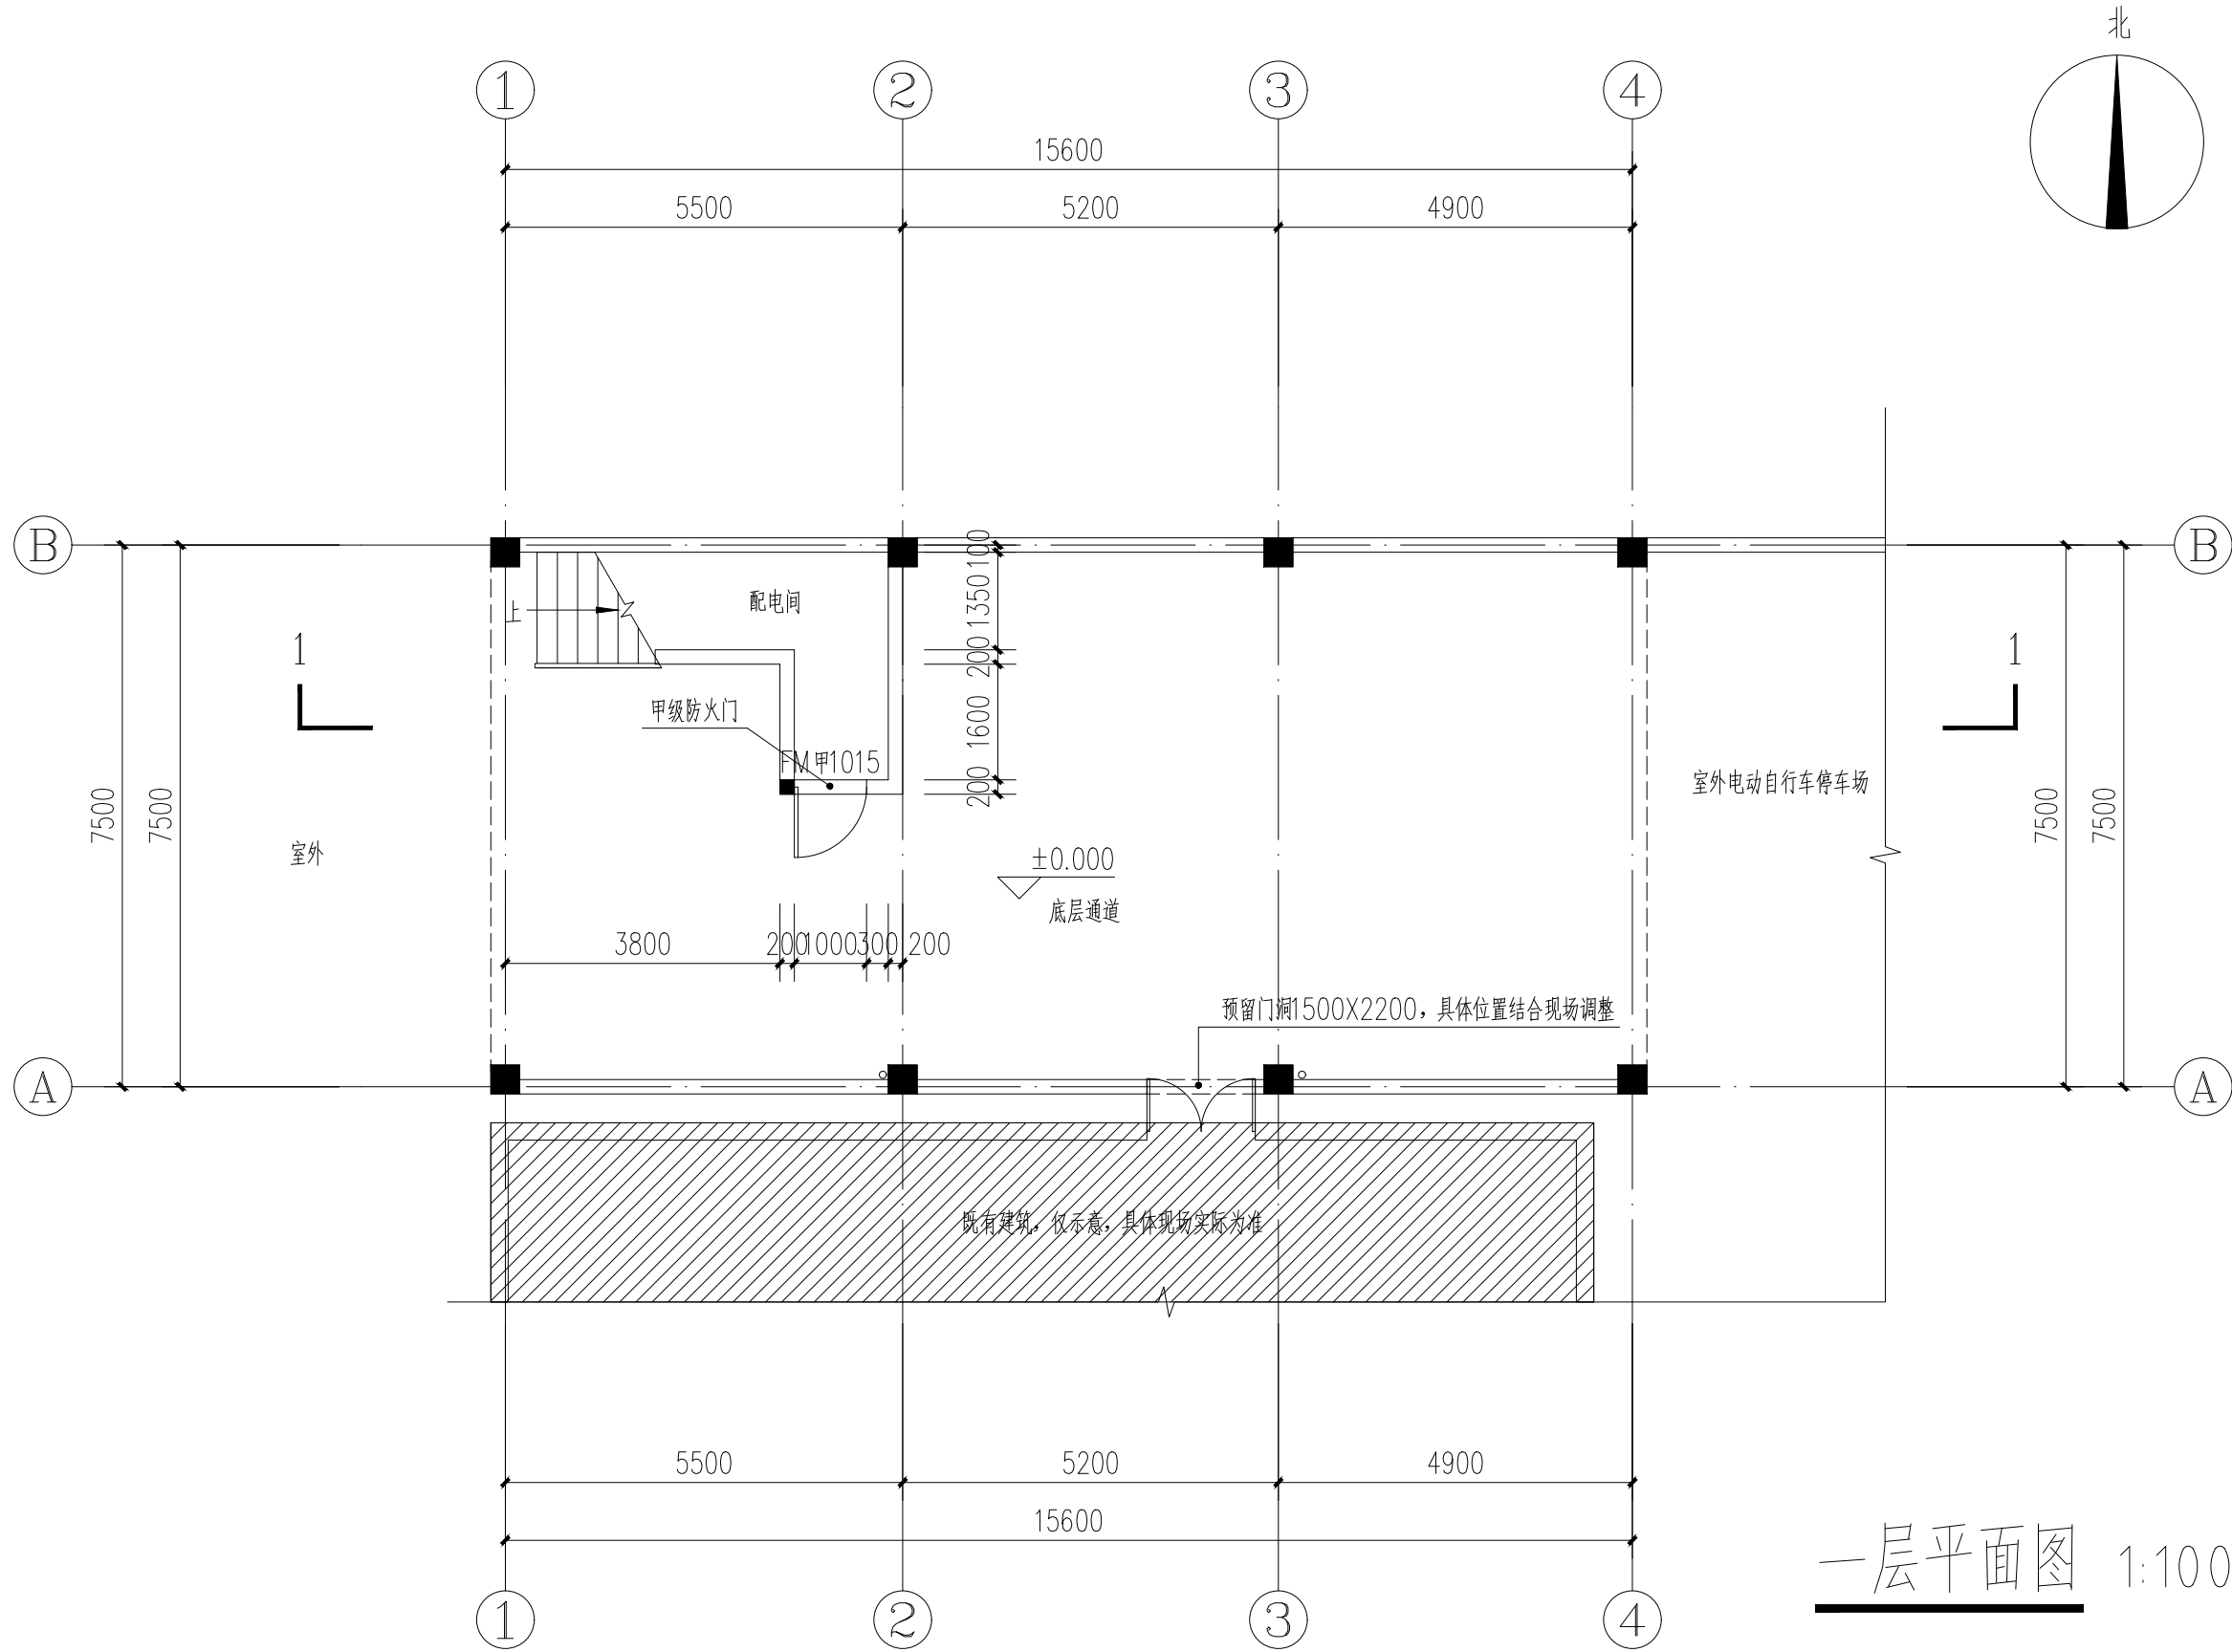 北
1 2 3 4
15600
5500 5200 4900
B B
100
1350
200
1600
200
上
配电间
1 1
甲级防火门
FM甲1015
室外电动自行车停车场
7500 7500 7500 7500
室外
±0.000
底层通道
3800 200 1000 300 200
预留门洞1500X2200，具体位置结合现场调整
A A
既有建筑，仅示意，具体现场实际为准
5500 5200 4900
15600
1 2 3 4
一层平面图 1:100